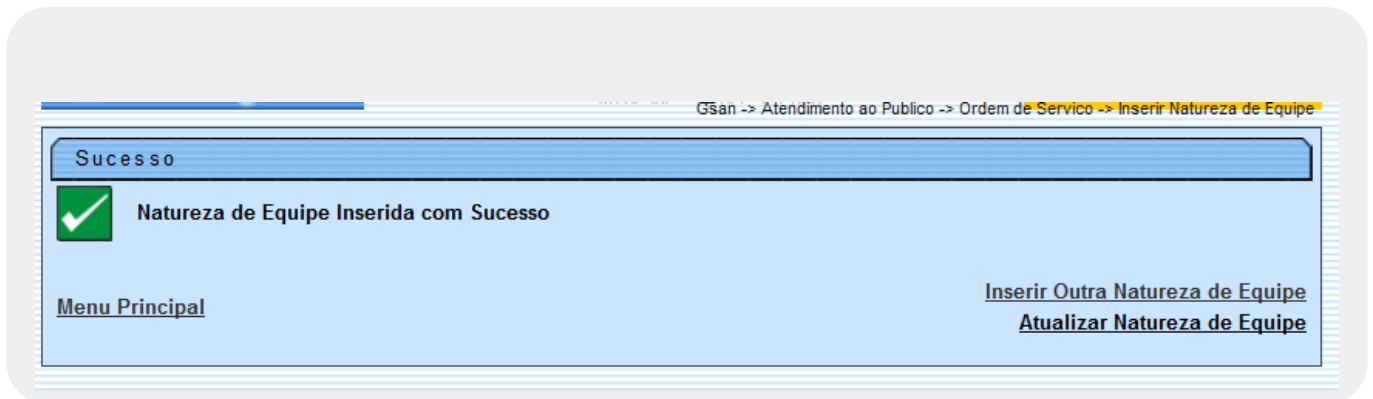 Gsan -> Atendimento ao Publico -> Ordem de Servico -> Inserir Natureza de Equipe
Sucesso
Natureza de Equipe Inserida com Sucesso
Inserir Outra Natureza de Equipe
Menu Principal
Atualizar Natureza de Equipe